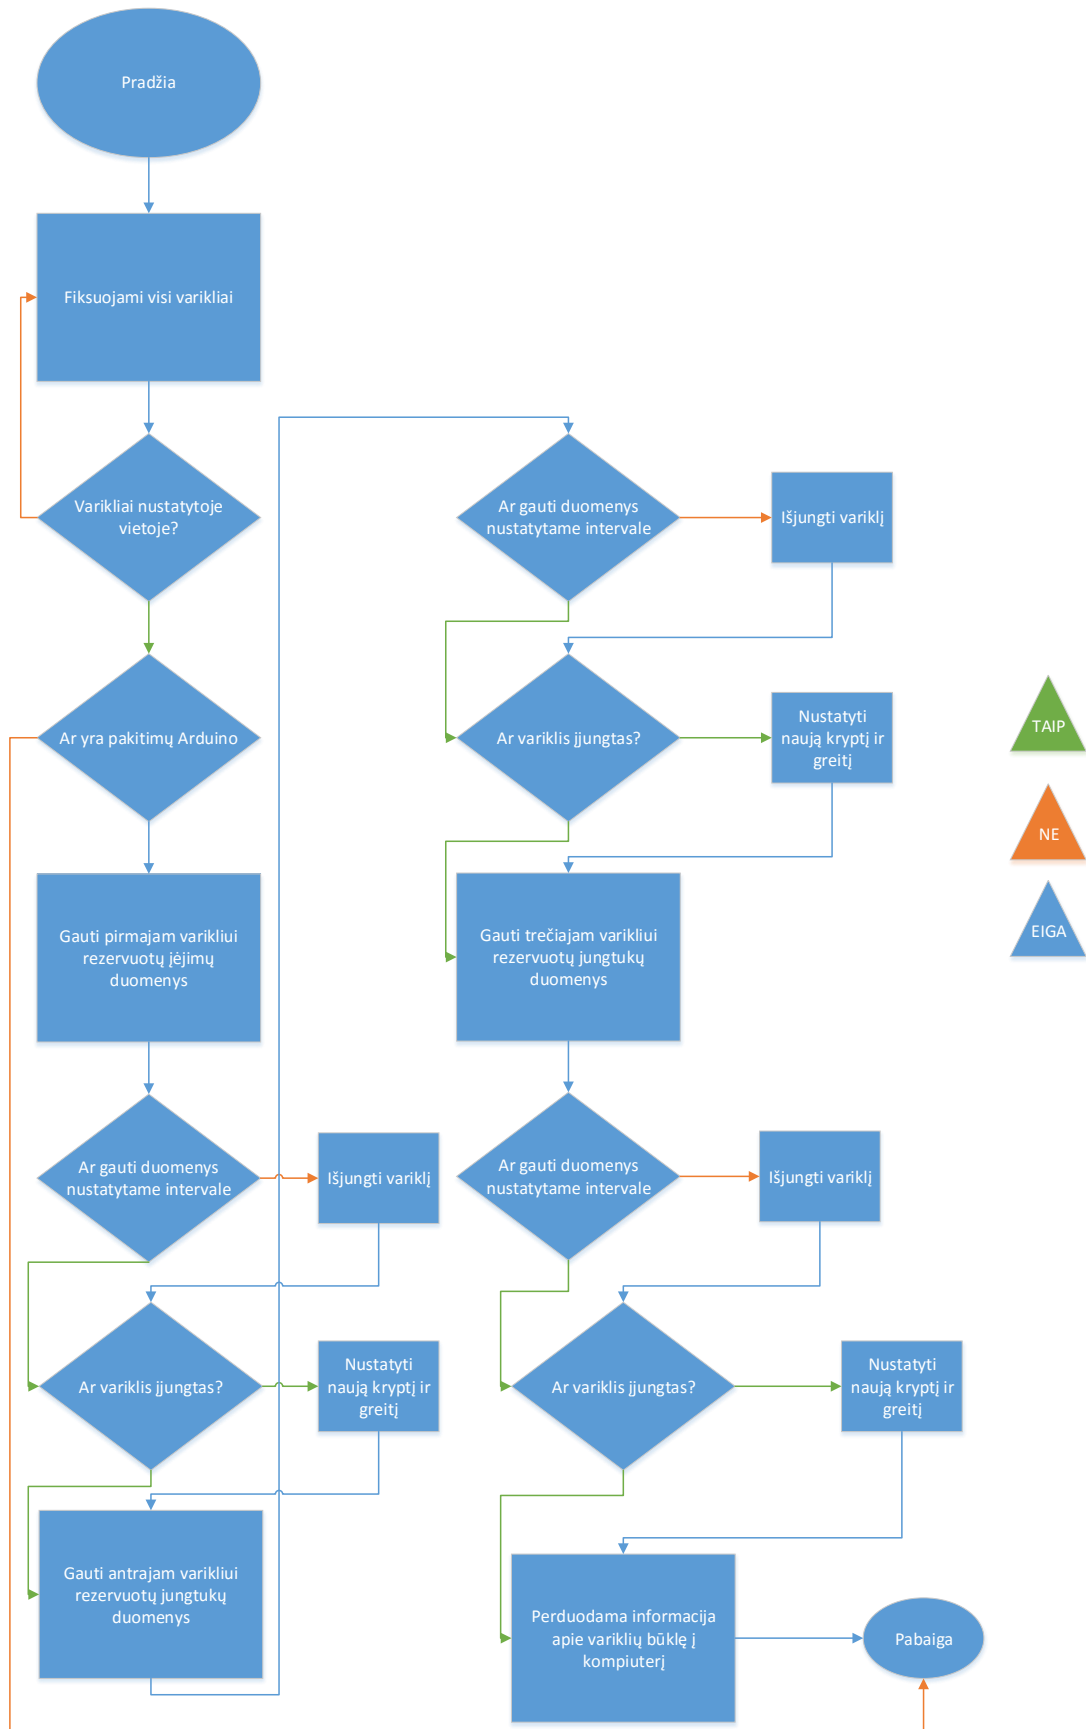 Pradžia
Fiksuojami visi varikliai
Varikliai nustatytoje
vietoje?
Ar yra pakitimų Arduino
Gauti pirmajam varikliui
rezervuotų įėjimų
duomenys
Ar gauti duomenys
nustatytame intervale
Išjungti variklį
Ar variklis įjungtas?
Nustatyti
naują kryptį ir
greitį
Gauti antrajam varikliui
rezervuotų jungtukų
duomenys
Ar gauti duomenys
nustatytame intervale
Išjungti variklį
Ar variklis įjungtas?
Nustatyti
naują kryptį ir
greitį
Gauti trečiajam varikliui
rezervuotų jungtukų
duomenys
Ar gauti duomenys
nustatytame intervale
Išjungti variklį
Ar variklis įjungtas?
Nustatyti
naują kryptį ir
greitį
Perduodama informacija
apie variklių būklę į
kompiuterį
Pabaiga
TAIP
NE
EIGA